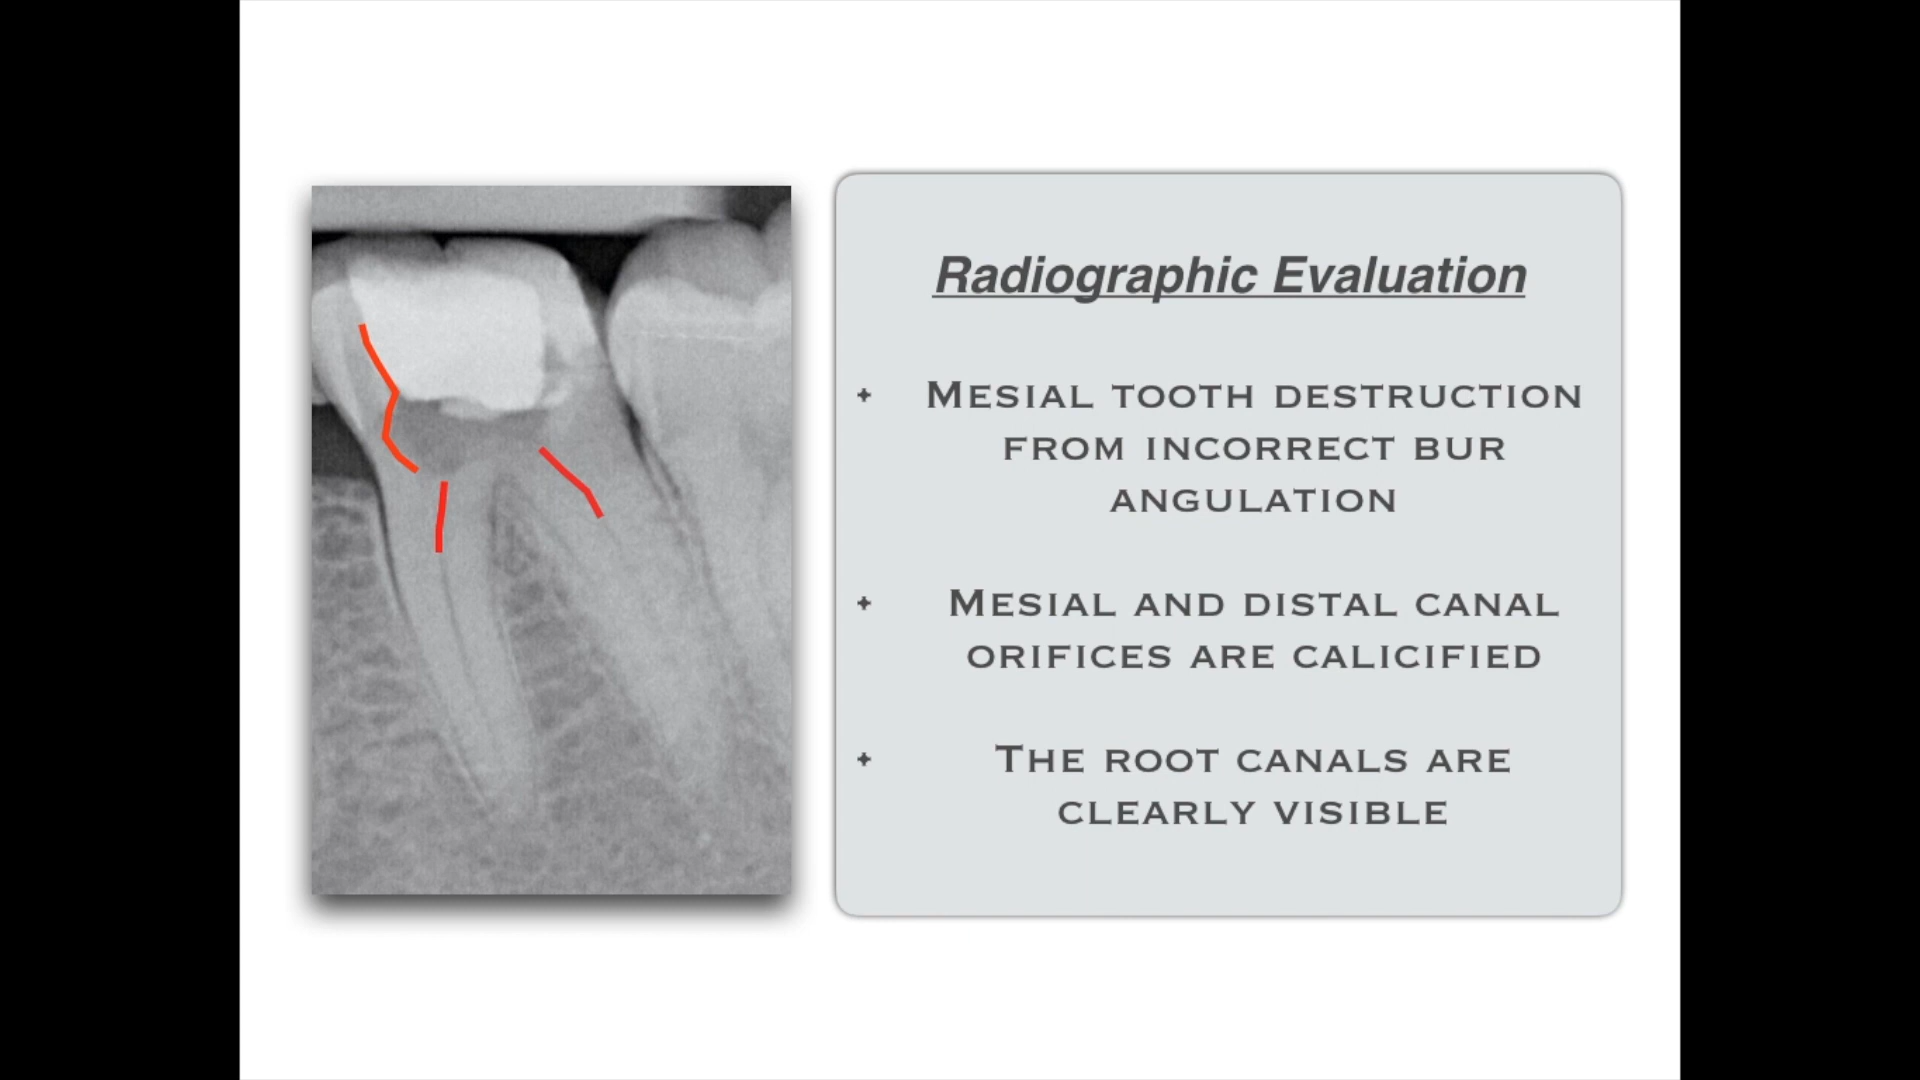 Radiographic Evaluation
+ Mesial tooth destruction
from incorrect bur
angulation
+ Mesial and distal canal
orifices are calicified
+ The root canals are
clearly visible